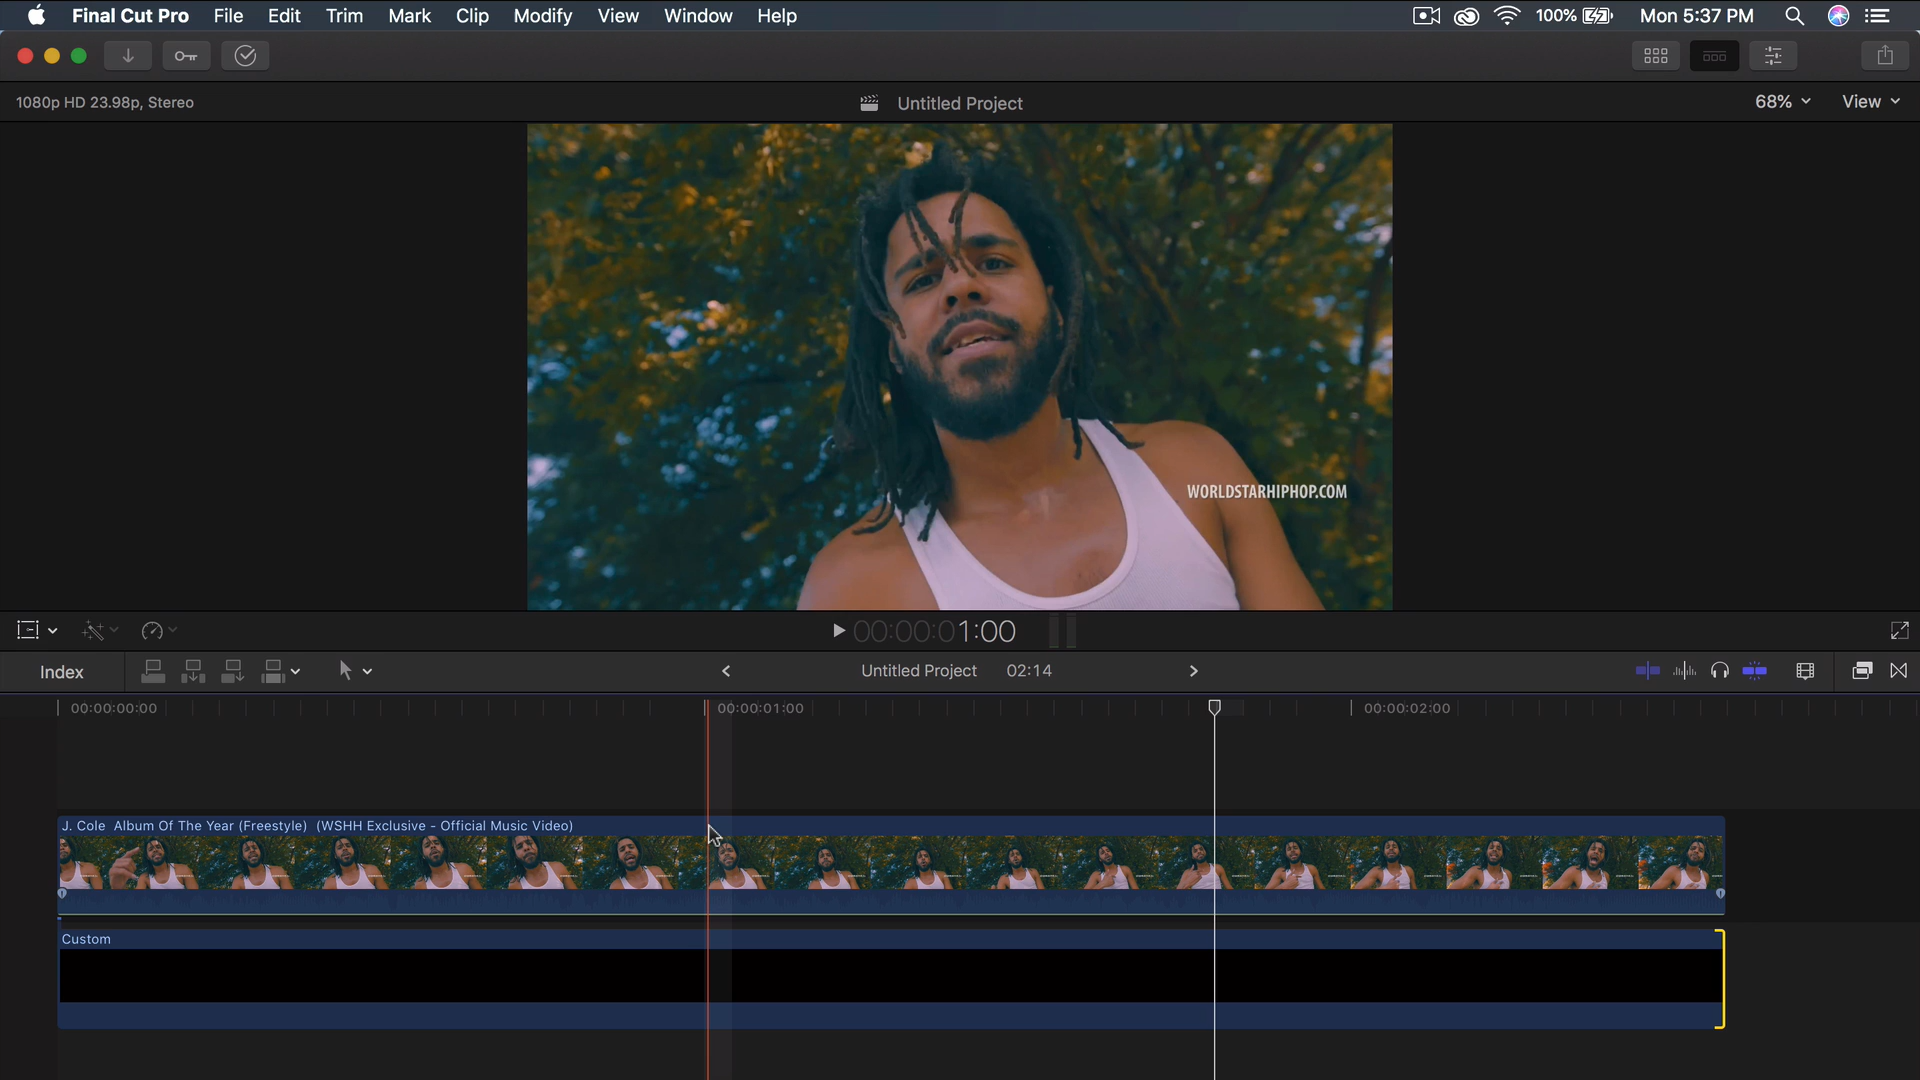 Final Cut Pro File Edit Trim Mark Clip Modify View Window Help 100% Mon 5:37 PM
1080p HD 23.98p, Stereo Untitled Project 68% View
WORLDSTARHIPHOP.COM
00:00:01:00
Index Untitled Project 02:14
00:00:00:00 00:00:01:00 00:00:02:00
J. Cole Album Of The Year (Freestyle) (WSHH Exclusive - Official Music Video)
Custom